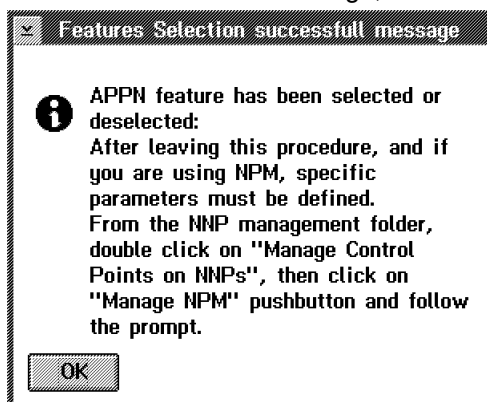 Features Selection successfull message
APPN feature has been selected or
deselected:
After leaving this procedure, and if
you are using NPM, specific
parameters must be defined.
From the NNP management folder,
double click on "Manage Control
Points on NNPs", then click on
"Manage NPM" pushbutton and follow
the prompt.
OK